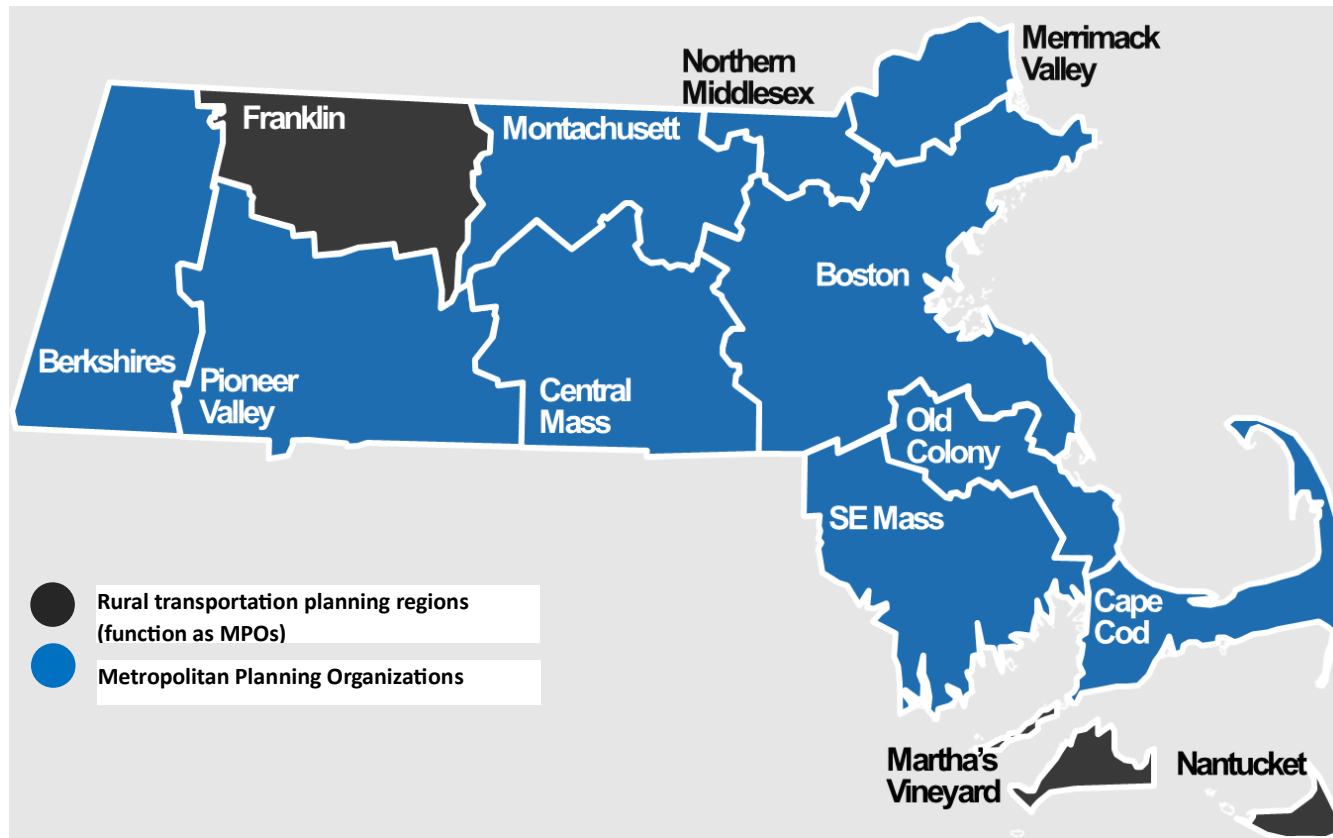 Merrimack
Valley
Northern
Middlesex
Franklin
Montachusett
Boston
Berkshires
Pioneer
Valley
Central
Mass
Old
Colony
SE Mass
Cape
Cod
Martha's
Vineyard
Nantucket
Rural transportation planning regions
(function as MPOs)
Metropolitan Planning Organizations